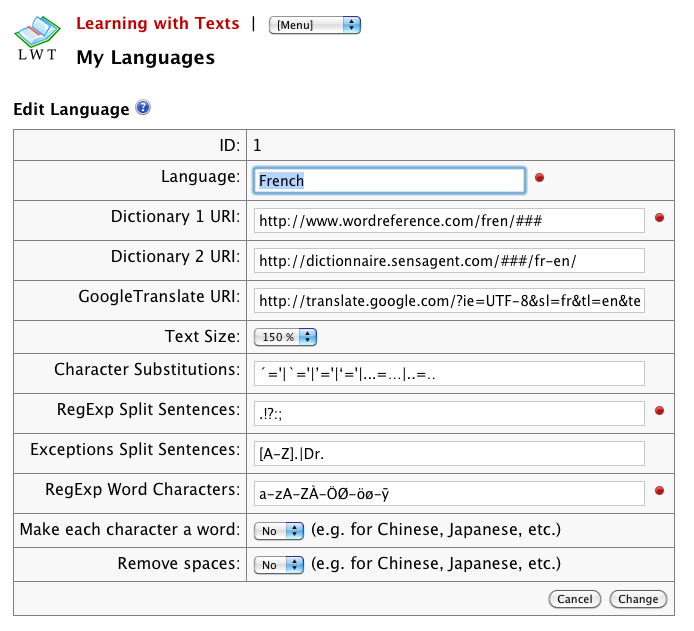 Learning with Texts | [Menu]
LWT
My Languages
Edit Language ?
ID: 1
Language: French
Dictionary 1 URI: http://www.wordreference.com/fren/###
Dictionary 2 URI: http://dictionnaire.sensagent.com/###/fr-en/
GoogleTranslate URI: http://translate.google.com/?ie=UTF-8&sl=fr&tl=en&te
Text Size: 150 %
Character Substitutions: ´='|`='|’='|‘='|...=…|..=‥
RegExp Split Sentences: .!?:;
Exceptions Split Sentences: [A-Z].|Dr.
RegExp Word Characters: a-zA-ZÀ-ÖØ-öø-ȳ
Make each character a word: No (e.g. for Chinese, Japanese, etc.)
Remove spaces: No (e.g. for Chinese, Japanese, etc.)
Cancel Change